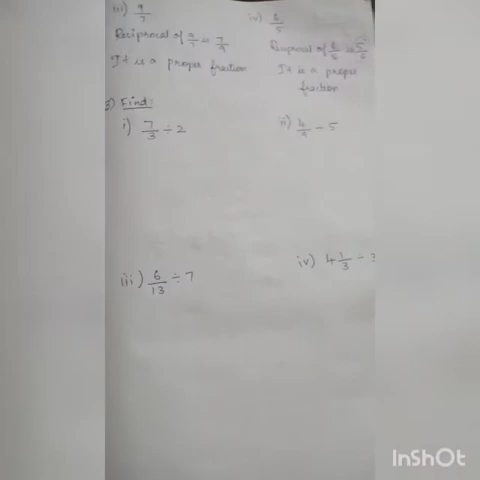 iii) 9/7
Reciprocal of 9/7 is 7/9
It is a proper fraction
iv) 6/5
Reciprocal of 6/5 is 5/6
It is a proper
fraction
3) Find:
i) 7/3 ÷ 2
ii) 4/9 ÷ 5
iii) 6/13 ÷ 7
iv) 4 1/3 ÷ 3
InShOt